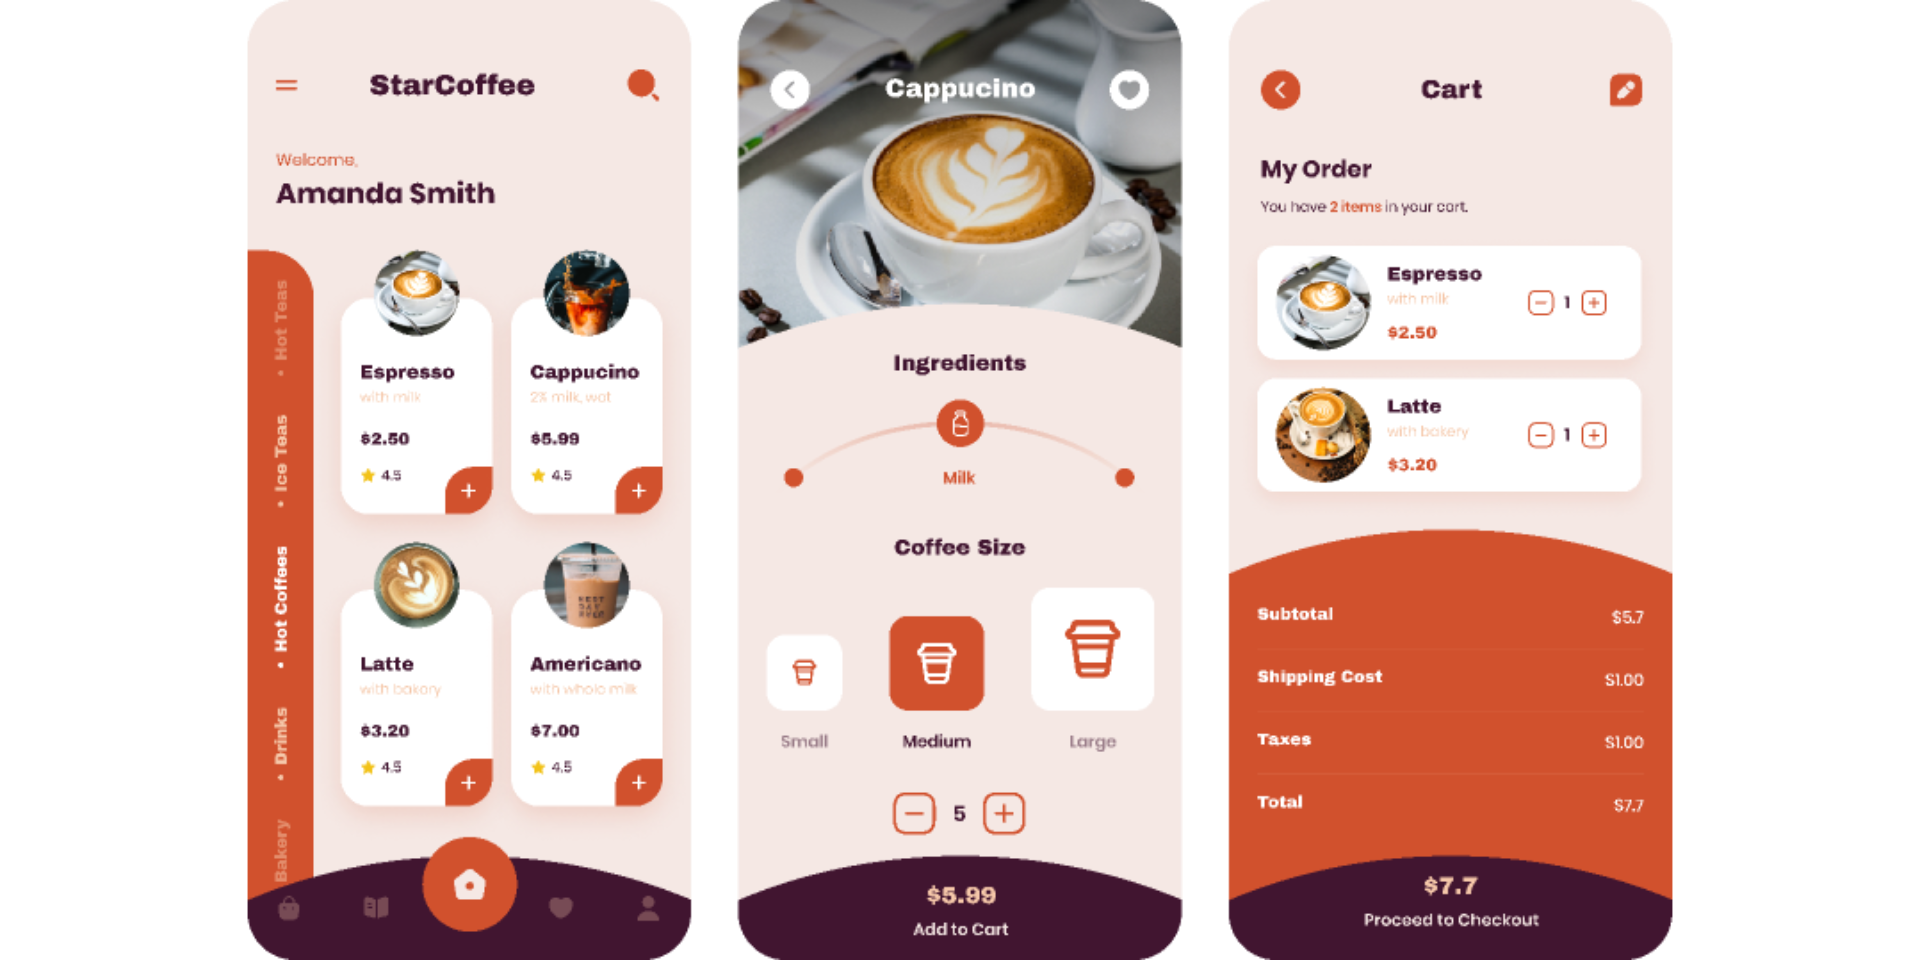 StarCoffee
Welcome,
Amanda Smith
• Hot Teas
• Ice Teas
• Hot Coffees
• Drinks
Bakery
Espresso
with milk
$2.50
4.5
+
Cappucino
2% milk, wat
$5.99
4.5
+
Latte
with bakery
$3.20
4.5
+
Americano
with whole milk
$7.00
4.5
+
Cappucino
Ingredients
Milk
Coffee Size
Small
Medium
Large
− 5 +
$5.99
Add to Cart
Cart
My Order
You have 2 items in your cart.
Espresso
with milk
$2.50
− 1 +
Latte
with bakery
$3.20
− 1 +
Subtotal $5.7
Shipping Cost $1.00
Taxes $1.00
Total $7.7
$7.7
Proceed to Checkout